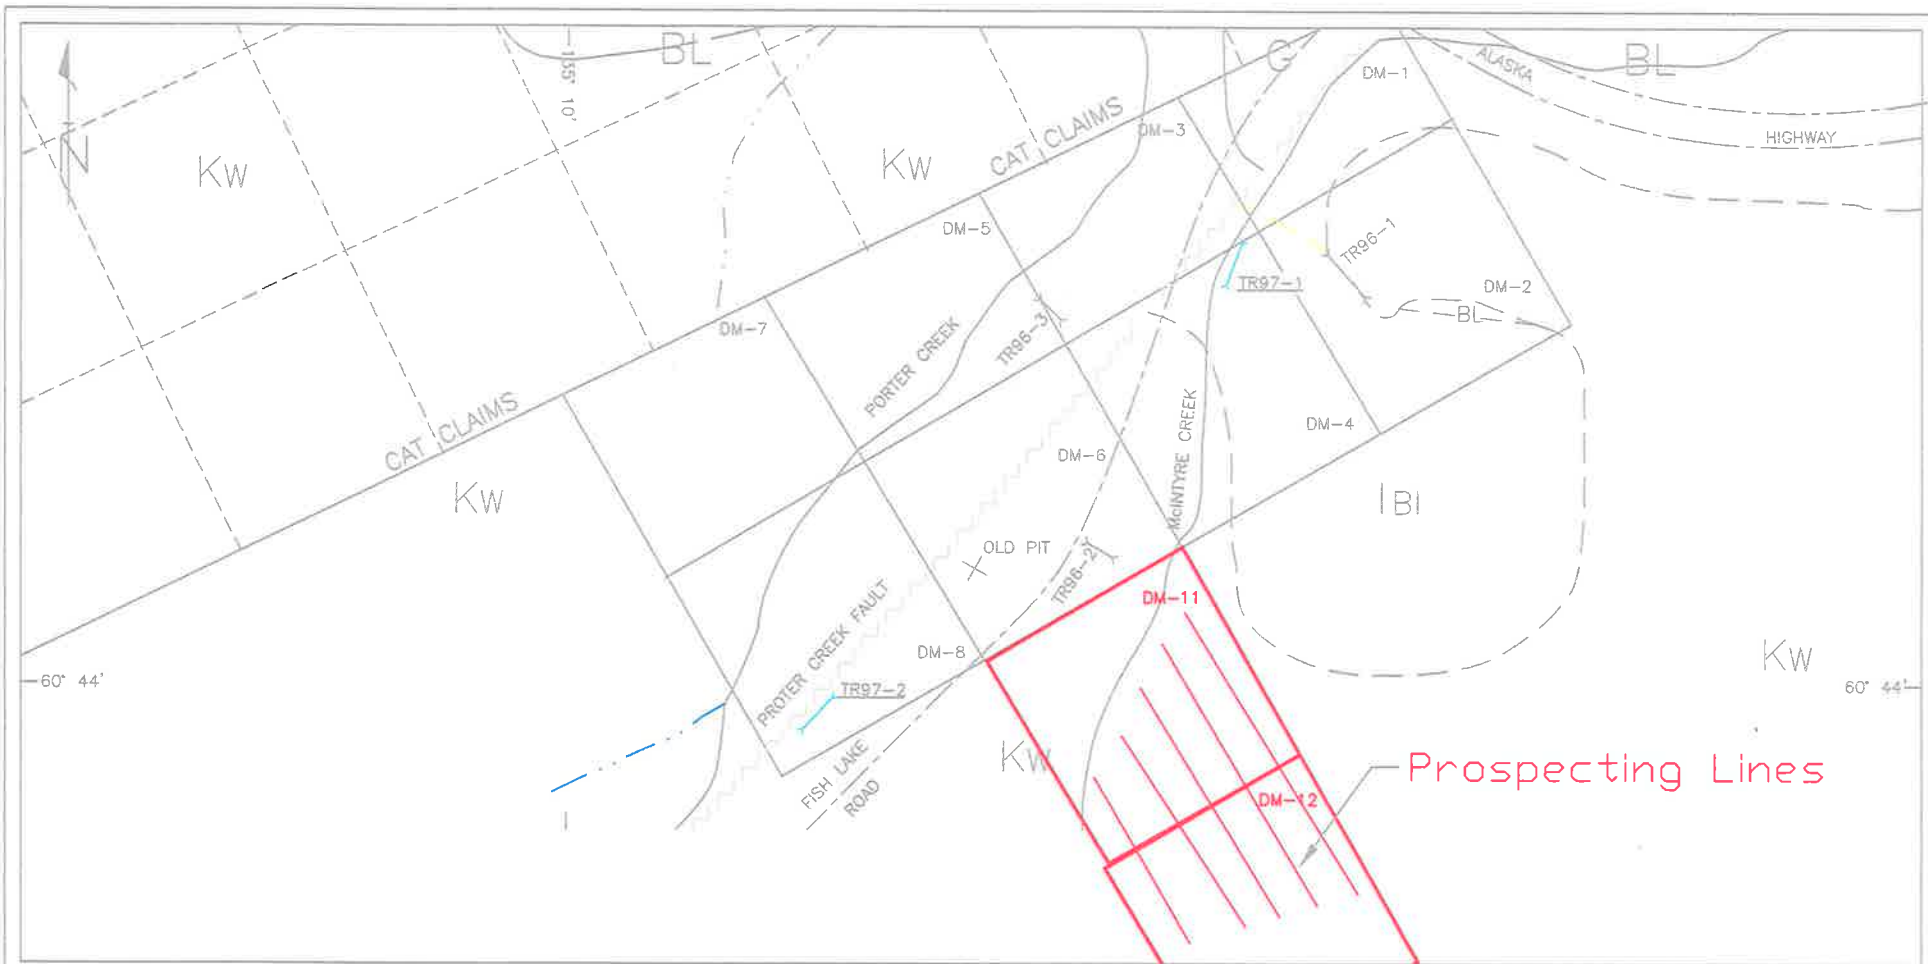 BL
G
BL
135° 10'
DM-1
ALASKA
HIGHWAY
N
Kw
Kw
CAT CLAIMS
DM-3
DM-5
TR96-1
TR97-1
DM-2
BL
DM-7
PORTER CREEK
TR96-3
CAT CLAIMS
DM-4
DM-6
McINTYRE CREEK
Kw
IBI
OLD PIT
TR96-2
DM-11
PROTER CREEK FAULT
DM-8
Kw
60° 44'
60° 44'
TR97-2
FISH LAKE
ROAD
Kw
Prospecting Lines
DM-12